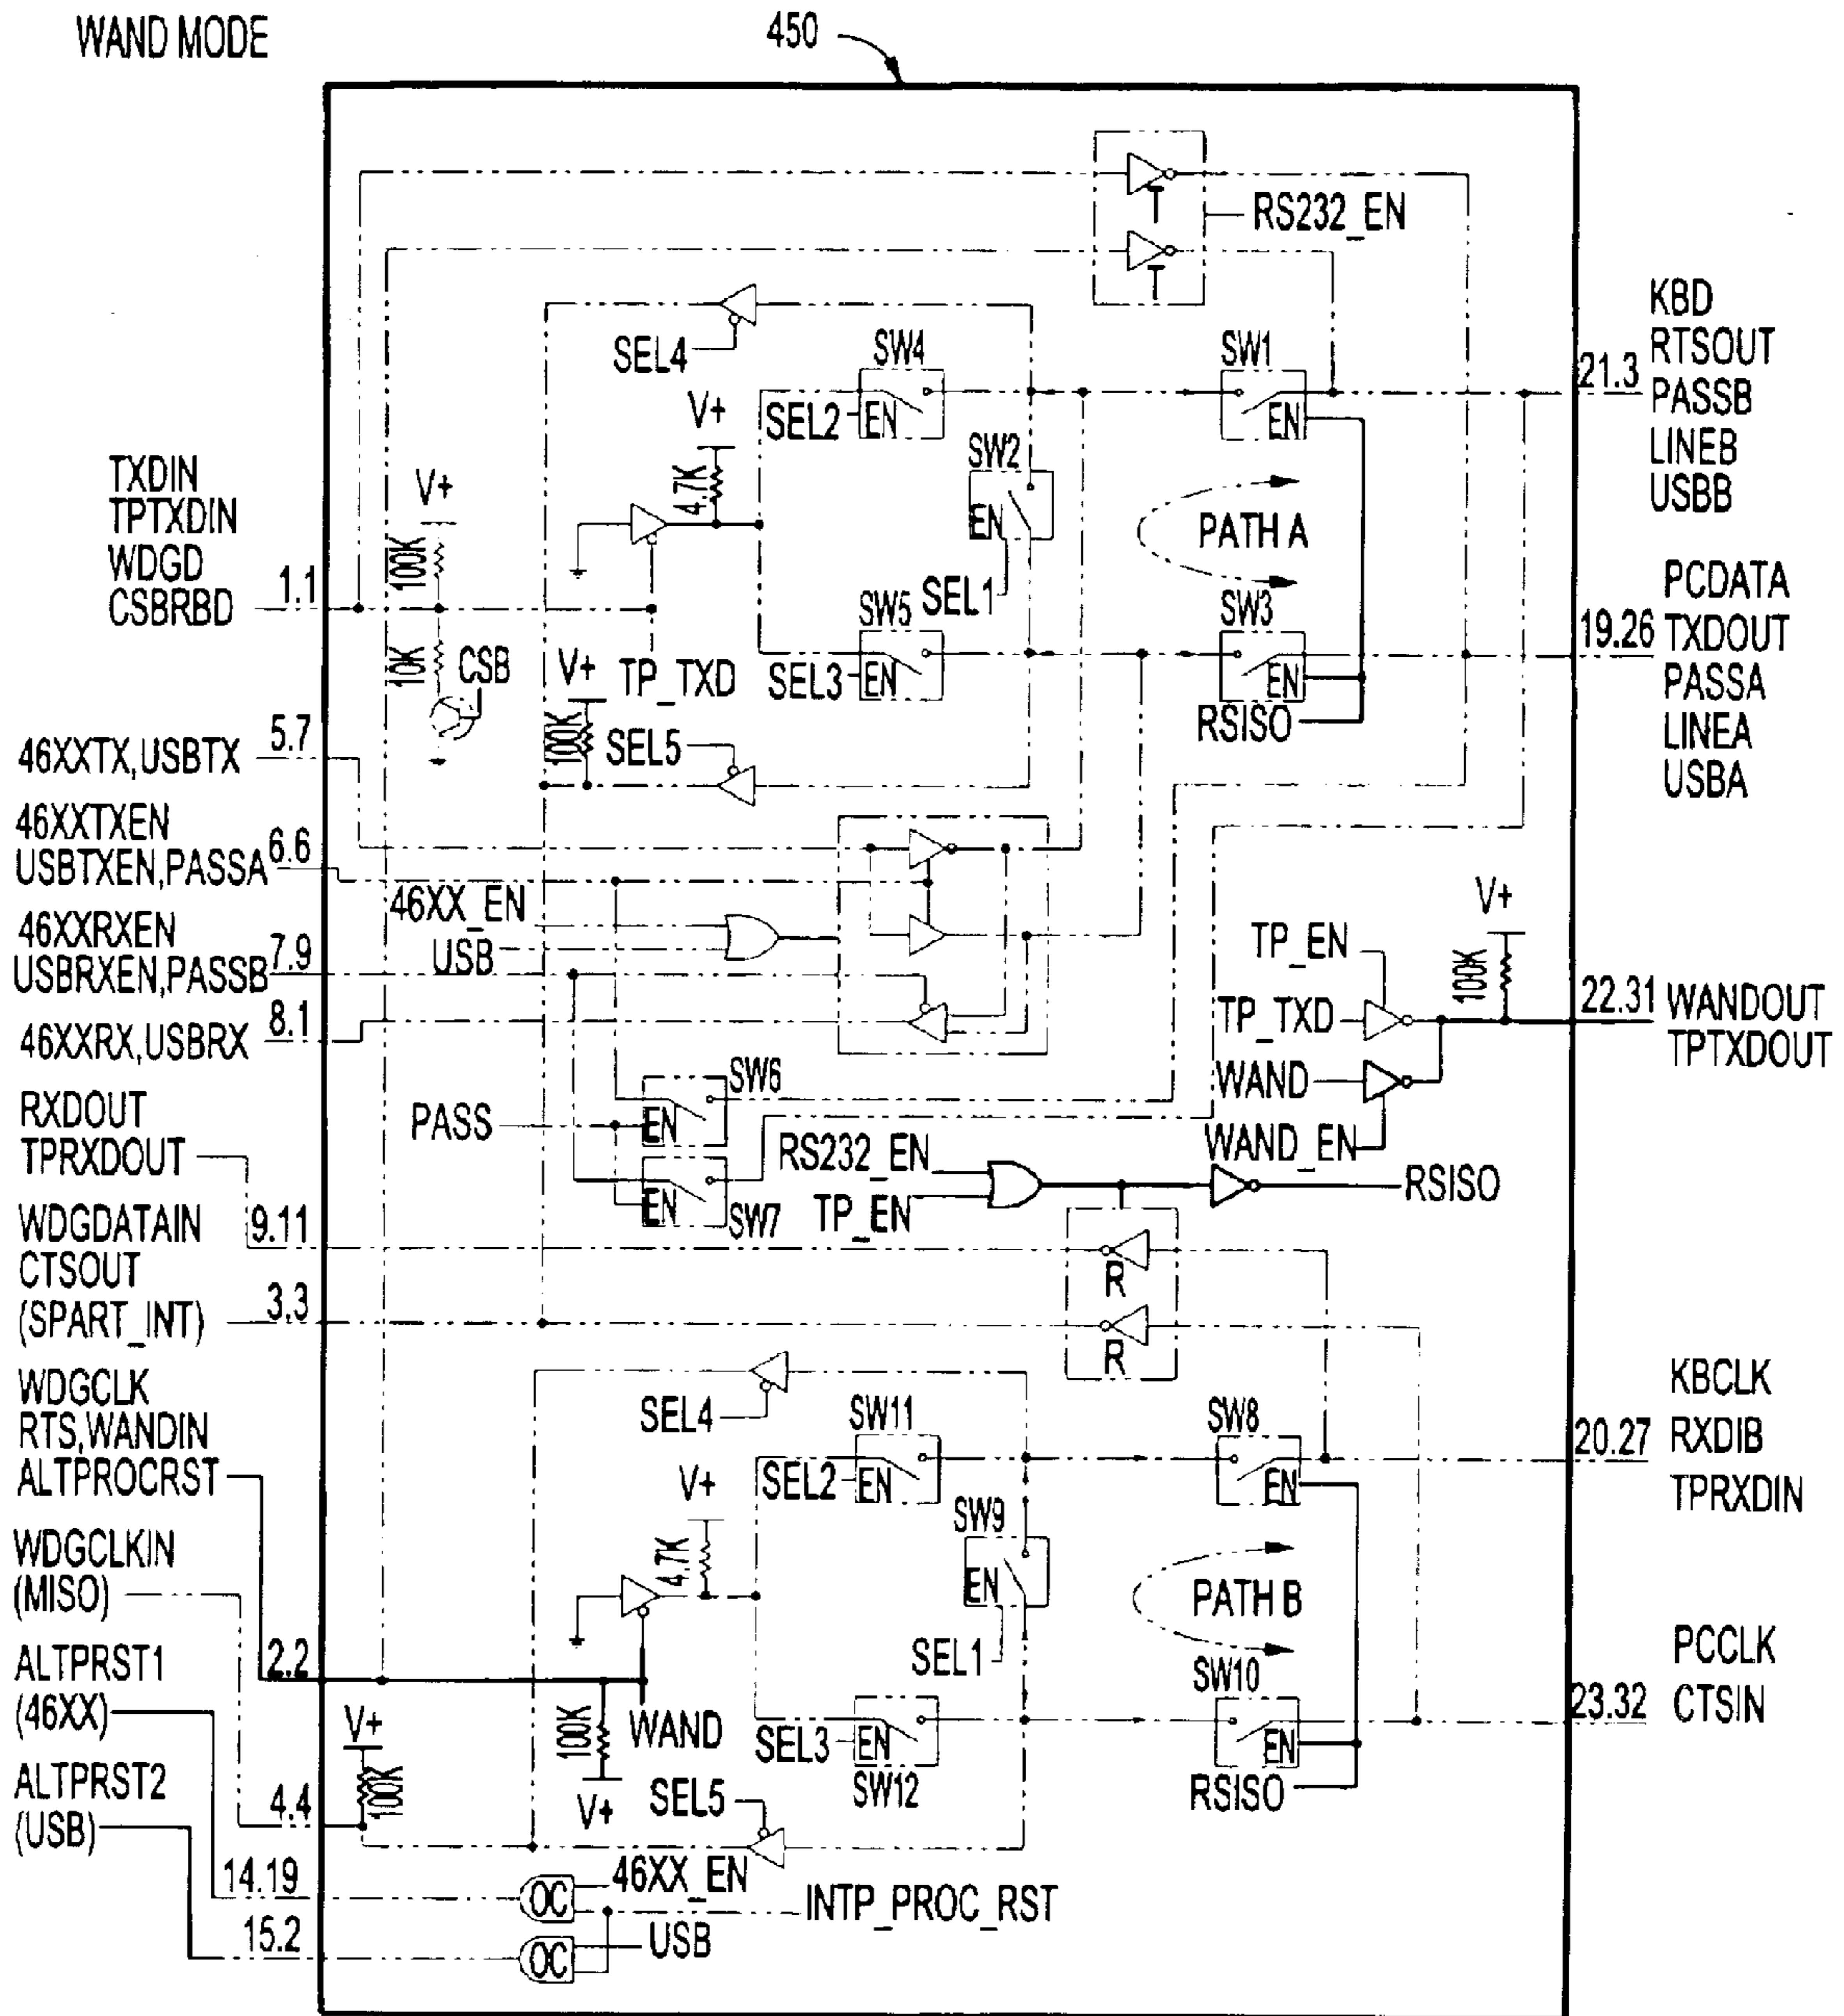 WAND MODE
450
RS232_EN
T
T
SEL4
SW4
SEL2
EN
SW1
EN
KBD
RTSOUT
21.3
PASSB
LINEB
USBB
V+
4.7K
SW2
EN
SEL1
PATH A
TXDIN
TPTXDIN
WDGD
CSBRBD
1.1
V+
100K
10K
CSB
TP_TXD
SW5
SEL3
EN
SW3
EN
RSISO
PCDATA
19.26
TXDOUT
PASSA
LINEA
USBA
V+
100K
SEL5
46XXTX,USBTX
5.7
46XXTXEN
USBTXEN,PASSA
6.6
46XX_EN
USB
46XXRXEN
USBRXEN,PASSB
7.9
46XXRX,USBRX
8.1
TP_EN
V+
100K
TP_TXD
22.31
WANDOUT
TPTXDOUT
WAND
WAND_EN
SW6
EN
PASS
EN
SW7
RS232_EN
TP_EN
RSISO
RXDOUT
TPRXDOUT
WDGDATAIN
9.11
CTSOUT
(SPART_INT)
3.3
R
R
WDGCLK
RTS,WANDIN
ALTPROCRST
2.2
SEL4
SW11
SEL2
EN
SW8
EN
KBCLK
20.27
RXDIB
TPRXDIN
V+
4.7K
SW9
EN
SEL1
PATH B
WDGCLKIN
(MISO)
4.4
V+
100K
100K
V+
WAND
SEL3
EN
SW12
SW10
EN
RSISO
PCCLK
23.32
CTSIN
SEL5
ALTPRST1
(46XX)
14.19
ALTPRST2
(USB)
15.2
OC
46XX_EN
INTP_PROC_RST
OC
USB